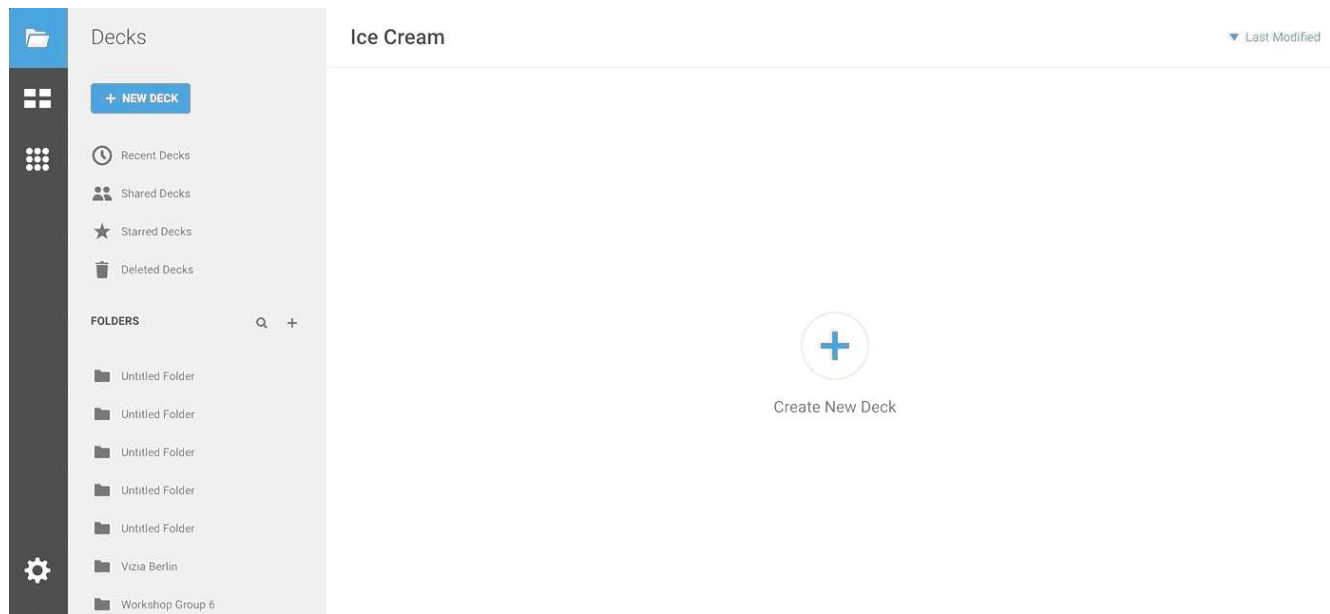 Decks
Ice Cream
Last Modified
+ NEW DECK
Recent Decks
Shared Decks
Starred Decks
Deleted Decks
FOLDERS
Untitled Folder
Untitled Folder
Untitled Folder
Untitled Folder
Untitled Folder
Vizia Berlin
Workshop Group 6
Create New Deck